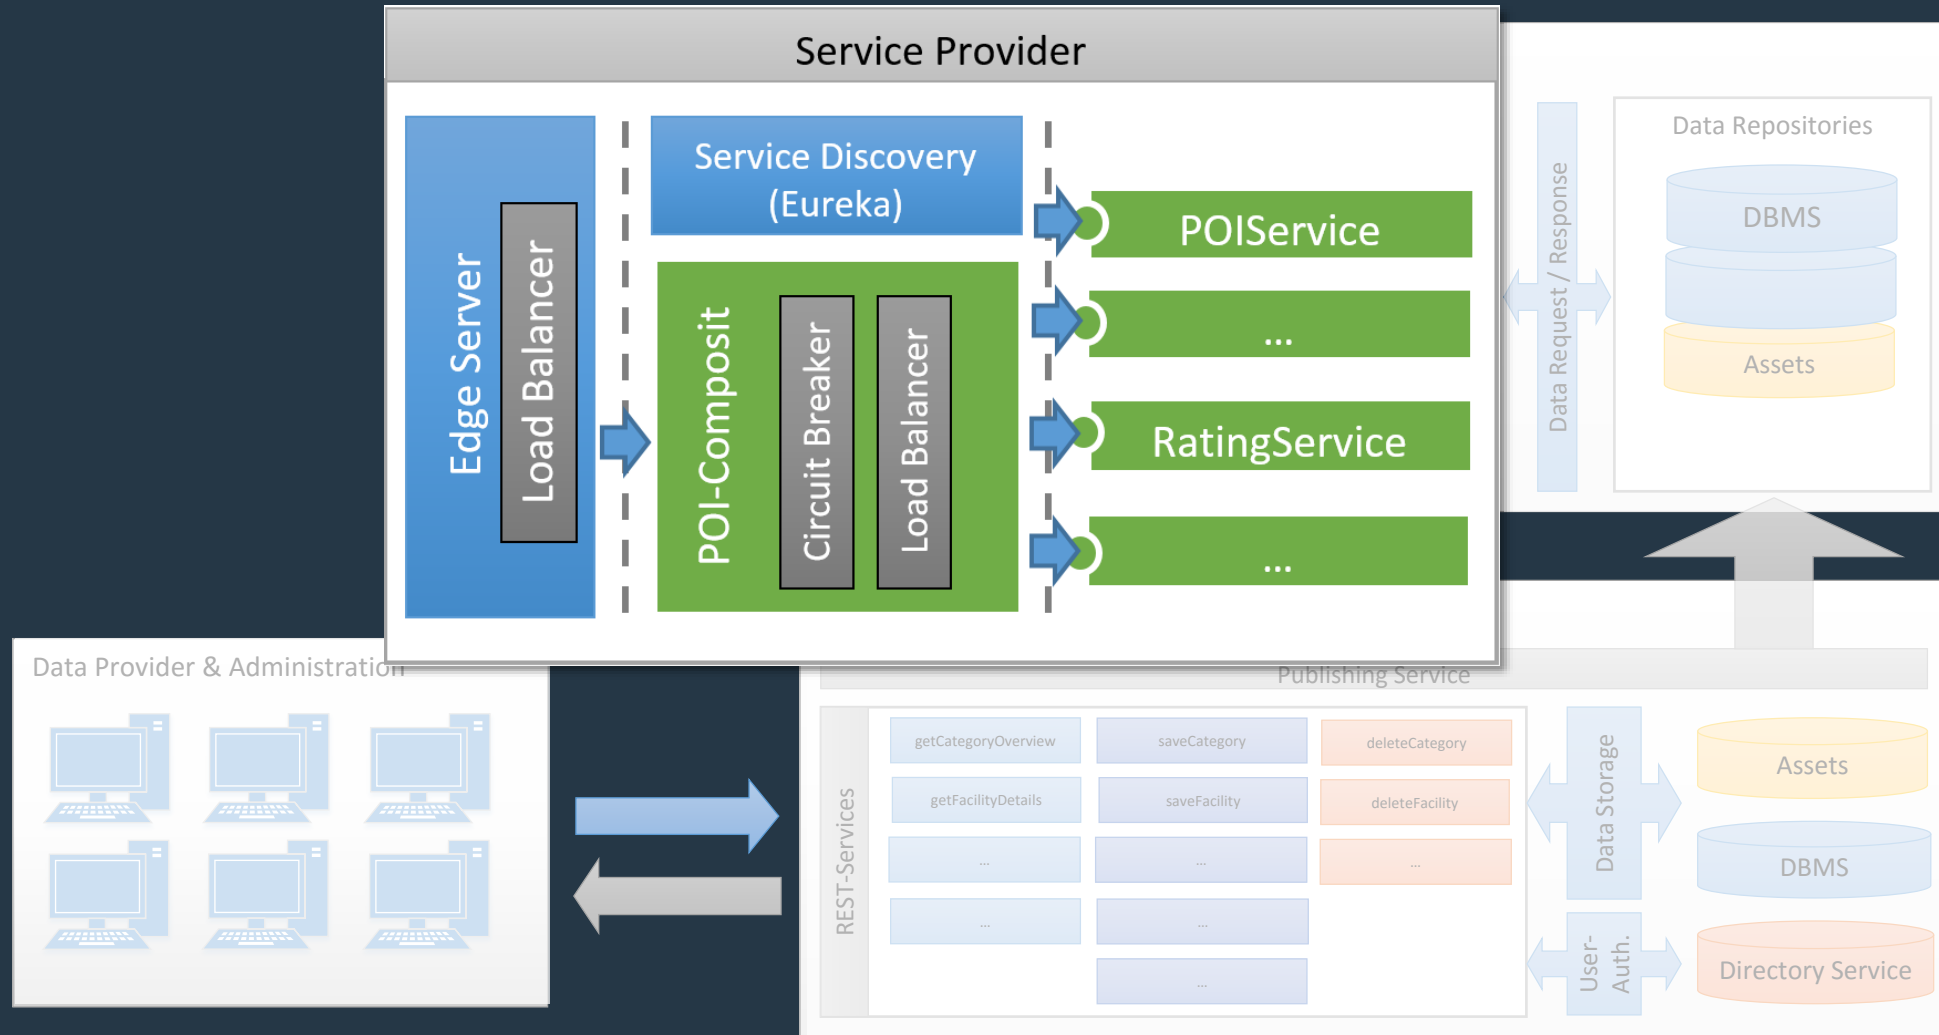 Service Provider
Edge Server
Load Balancer
Service Discovery
(Eureka)
POI-Composit
Circuit Breaker
Load Balancer
POIService
...
RatingService
...
Data Request / Response
Data Repositories
DBMS
Assets
Data Provider & Administration
Publishing Service
REST-Services
getCategoryOverview
saveCategory
deleteCategory
getFacilityDetails
saveFacility
deleteFacility
...
...
...
...
...
...
Data Storage
User-
Auth.
Assets
DBMS
Directory Service